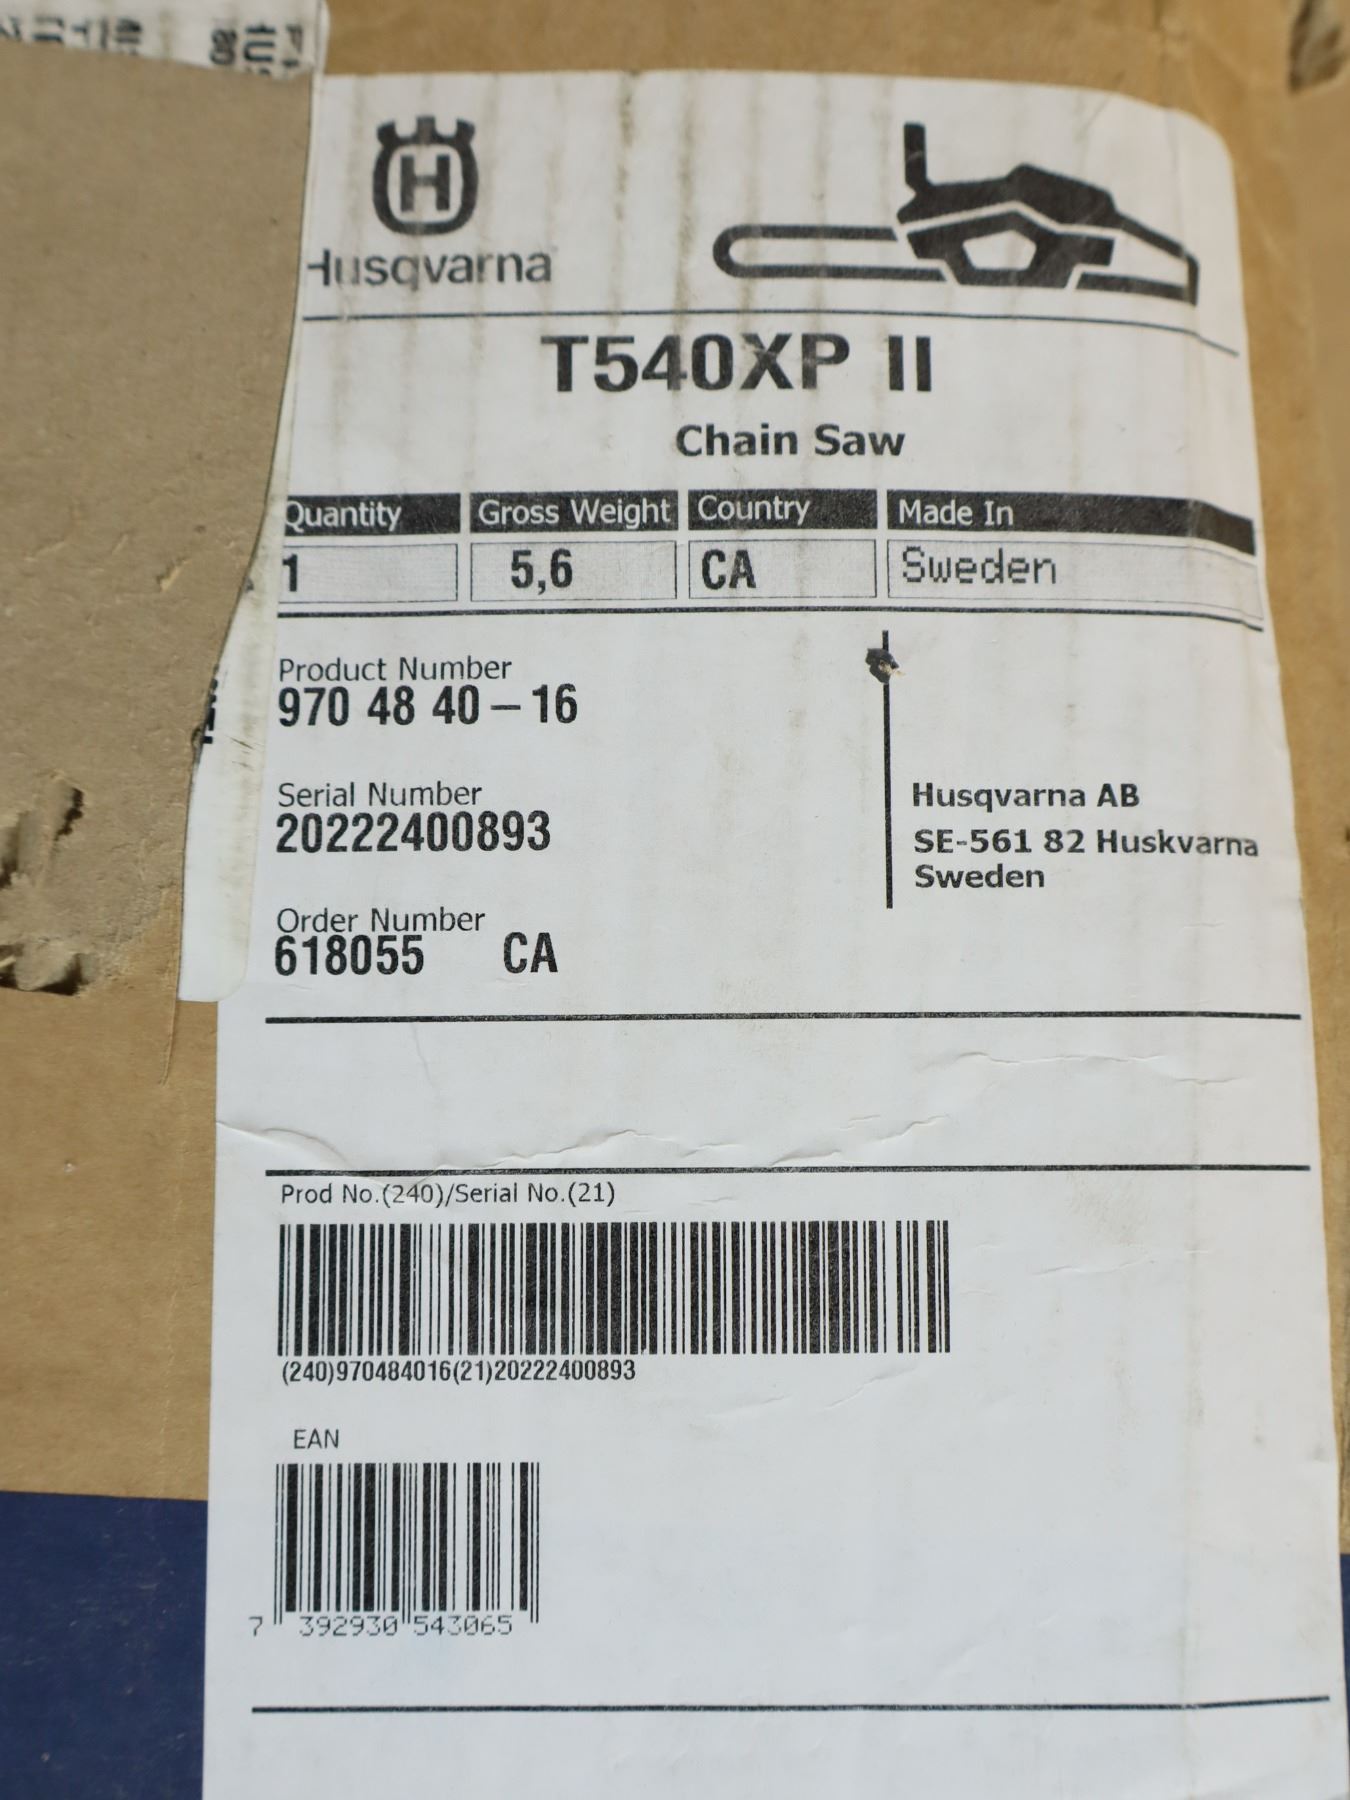 H
Husqvarna
T540XP II
Chain Saw
Quantity Gross Weight Country Made In
1 5,6 CA Sweden
Product Number
970 48 40 – 16
Serial Number
20222400893
Husqvarna AB
SE-561 82 Huskvarna
Sweden
Order Number
618055 CA
Prod No.(240)/Serial No.(21)
(240)970484016(21)20222400893
EAN
7 392930 543065